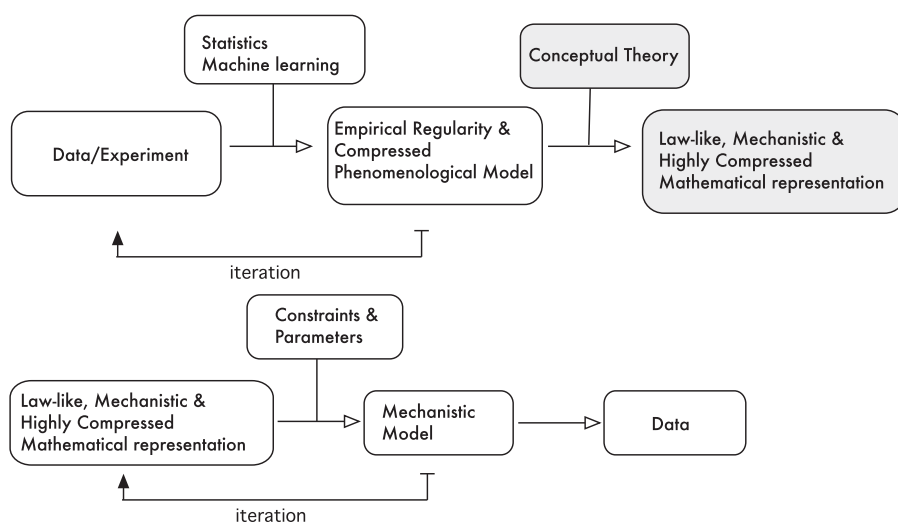 Statistics
Machine learning
Conceptual Theory
Data/Experiment
Empirical Regularity &
Compressed
Phenomenological Model
Law-like, Mechanistic &
Highly Compressed
Mathematical representation
iteration
Constraints &
Parameters
Law-like, Mechanistic &
Highly Compressed
Mathematical representation
Mechanistic
Model
Data
iteration